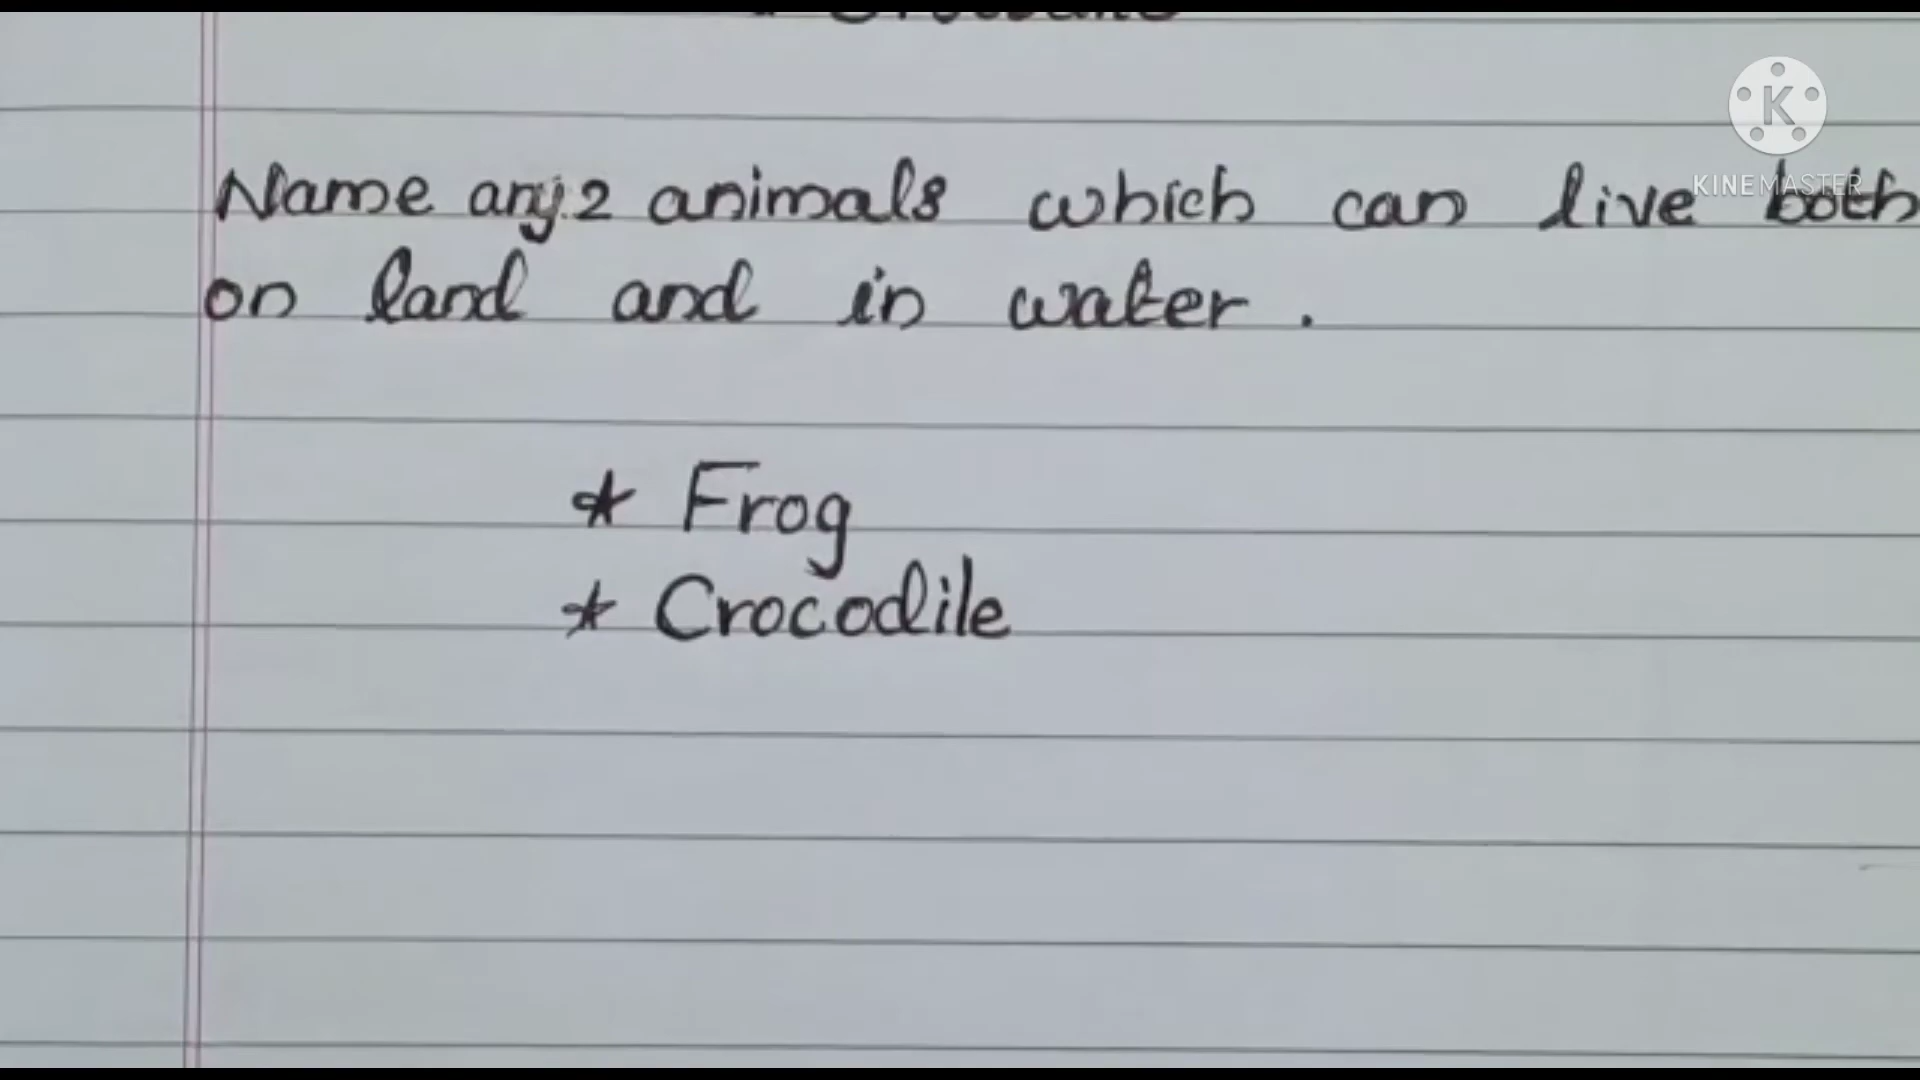 Name any 2 animals which can live both
on land and in water.
* Frog
* Crocodile
K
KINEMASTER